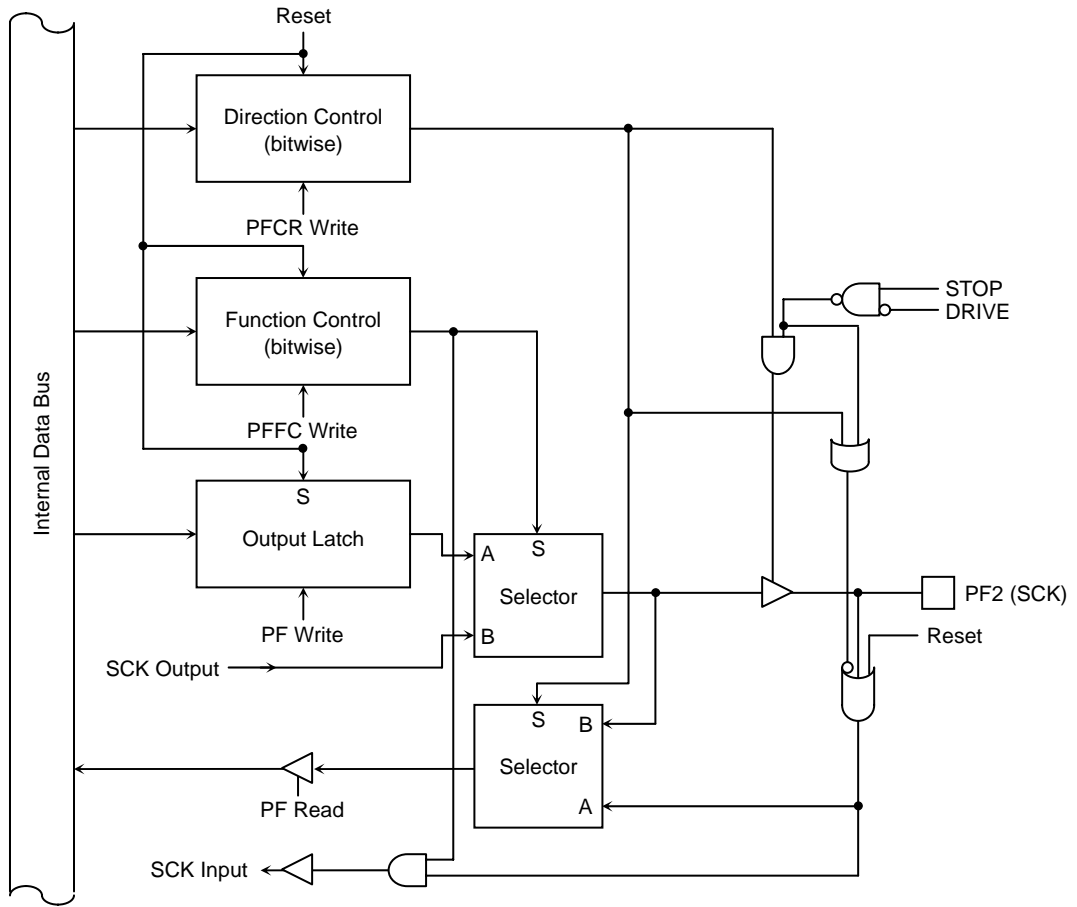 Reset
Direction Control
(bitwise)
PFCR Write
Function Control
(bitwise)
STOP
DRIVE
PFFC Write
Internal Data Bus
S
Output Latch
A
S
Selector
B
PF Write
SCK Output
PF2 (SCK)
Reset
S
B
Selector
A
PF Read
SCK Input